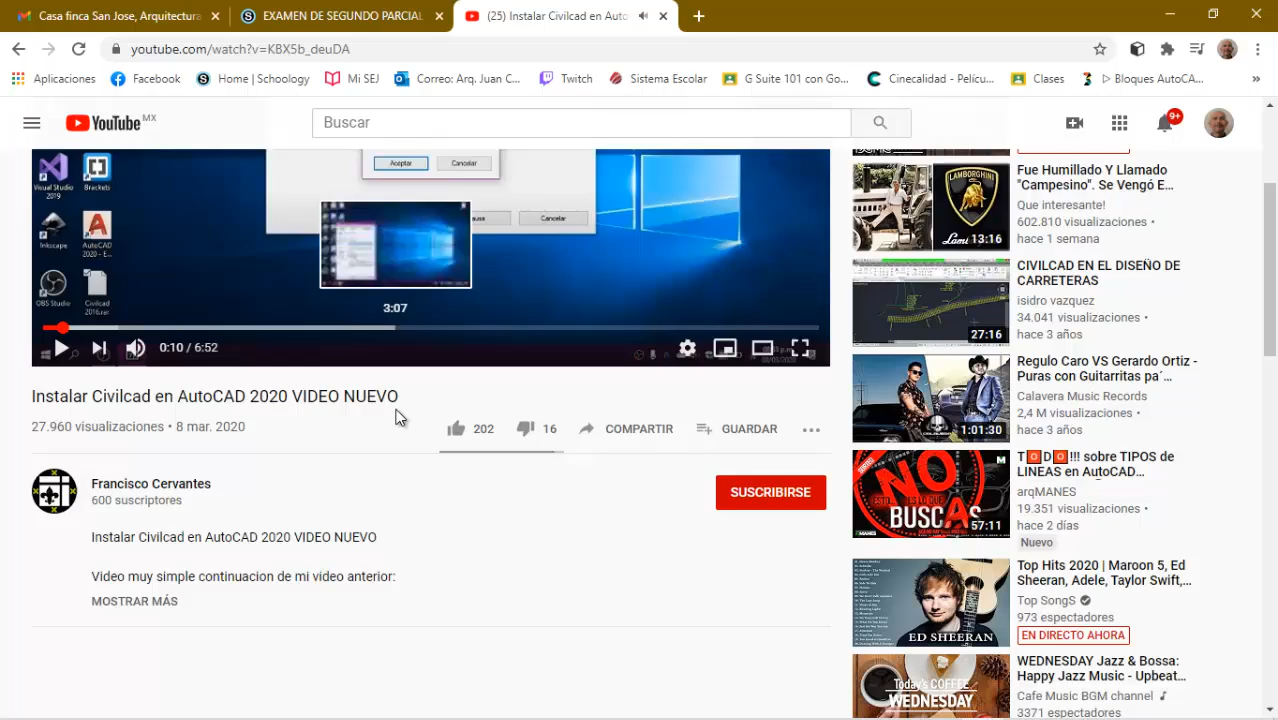 Casa finca San Jose, Arquitectura
EXAMEN DE SEGUNDO PARCIAL
(25) Instalar Civilcad en Auto
youtube.com/watch?v=KBX5b_deuDA
Aplicaciones
Facebook
Home | Schoology
Mi SEJ
Correo: Arq. Juan C...
Twitch
Sistema Escolar
G Suite 101 con Go...
Cinecalidad - Pelícu...
Clases
▷ Bloques AutoCA...
»
YouTube MX
Buscar
9+
Visual Studio
2019
Brackets
Inkscape
AutoCAD
2020 - E...
OBS Studio
Civilcad
2016.rar
Aceptar
Cancelar
Cancelar
3:07
0:10 / 6:52
Instalar Civilcad en AutoCAD 2020 VIDEO NUEVO
27.960 visualizaciones • 8 mar. 2020
202
16
COMPARTIR
GUARDAR
Francisco Cervantes
600 suscriptores
SUSCRIBIRSE
Instalar Civilcad en AutoCAD 2020 VIDEO NUEVO
MOSTRAR MÁS
LAMBORGHINI
13:16
Fue Humillado Y Llamado
"Campesino". Se Vengó E...
Que interesante!
602.810 visualizaciones •
hace 1 semana
27:16
CIVILCAD EN EL DISEÑO DE
CARRETERAS
isidro vazquez
34.041 visualizaciones •
hace 3 años
1:01:30
Regulo Caro VS Gerardo Ortiz -
Puras con Guitarritas pa´...
Calavera Music Records
2,4 M visualizaciones •
hace 3 años
NO
BUSCAS
57:11
T🅾D🅾!!! sobre TIPOS de
LINEAS en AutoCAD...
arqMANES
19.351 visualizaciones •
hace 2 días
Nuevo
ED SHEERAN
Top Hits 2020 | Maroon 5, Ed
Sheeran, Adele, Taylor Swift,...
Top SongS
973 espectadores
EN DIRECTO AHORA
Today's COFFEE
WEDNESDAY
WEDNESDAY Jazz & Bossa:
Happy Jazz Music - Upbeat...
Cafe Music BGM channel
3371 espectadores